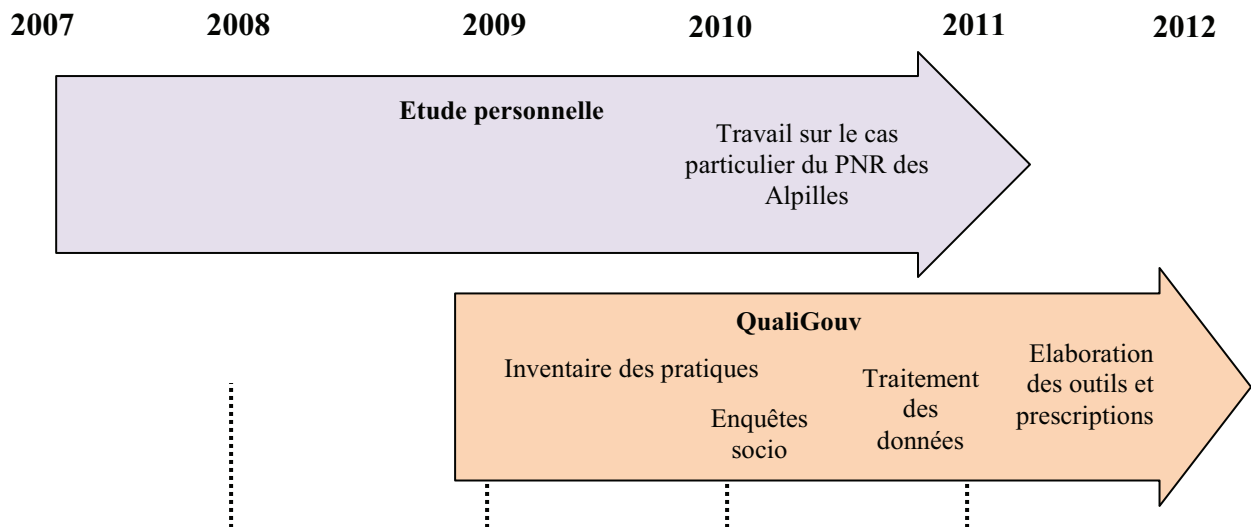 2007 2008 2009 2010 2011 2012
Etude personnelle
Travail sur le cas
particulier du PNR des
Alpilles
QualiGouv
Inventaire des pratiques
Enquêtes
socio
Traitement
des
données
Elaboration
des outils et
prescriptions